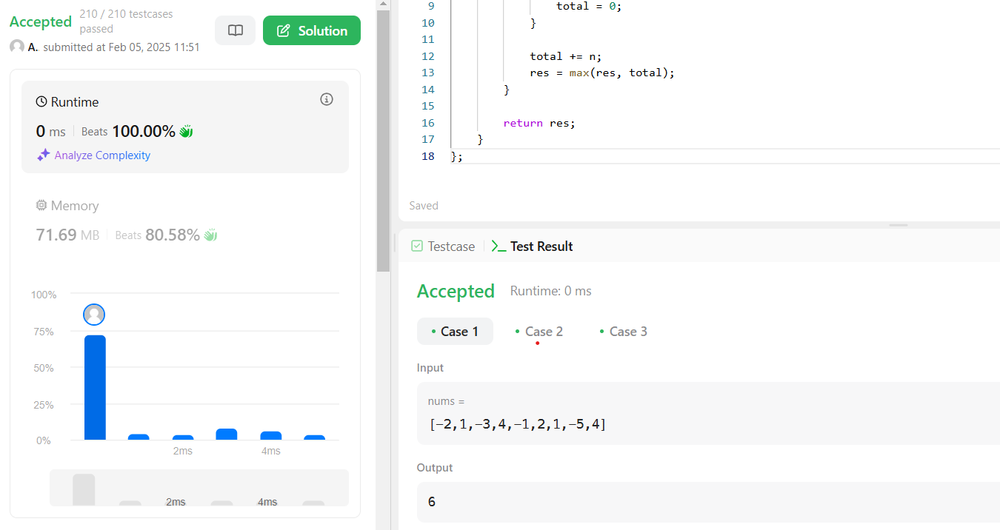 Accepted
210 / 210 testcases
passed
A. submitted at Feb 05, 2025 11:51
Solution
Runtime
0 ms
Beats 100.00%
Analyze Complexity
Memory
71.69 MB
Beats 80.58%
100%
75%
50%
25%
0%
2ms
4ms
2ms
4ms
9 total = 0;
10 }
11
12 total += n;
13 res = max(res, total);
14 }
15
16 return res;
17 }
18 };
Saved
Testcase
Test Result
Accepted
Runtime: 0 ms
Case 1
Case 2
Case 3
Input
nums =
[-2,1,-3,4,-1,2,1,-5,4]
Output
6